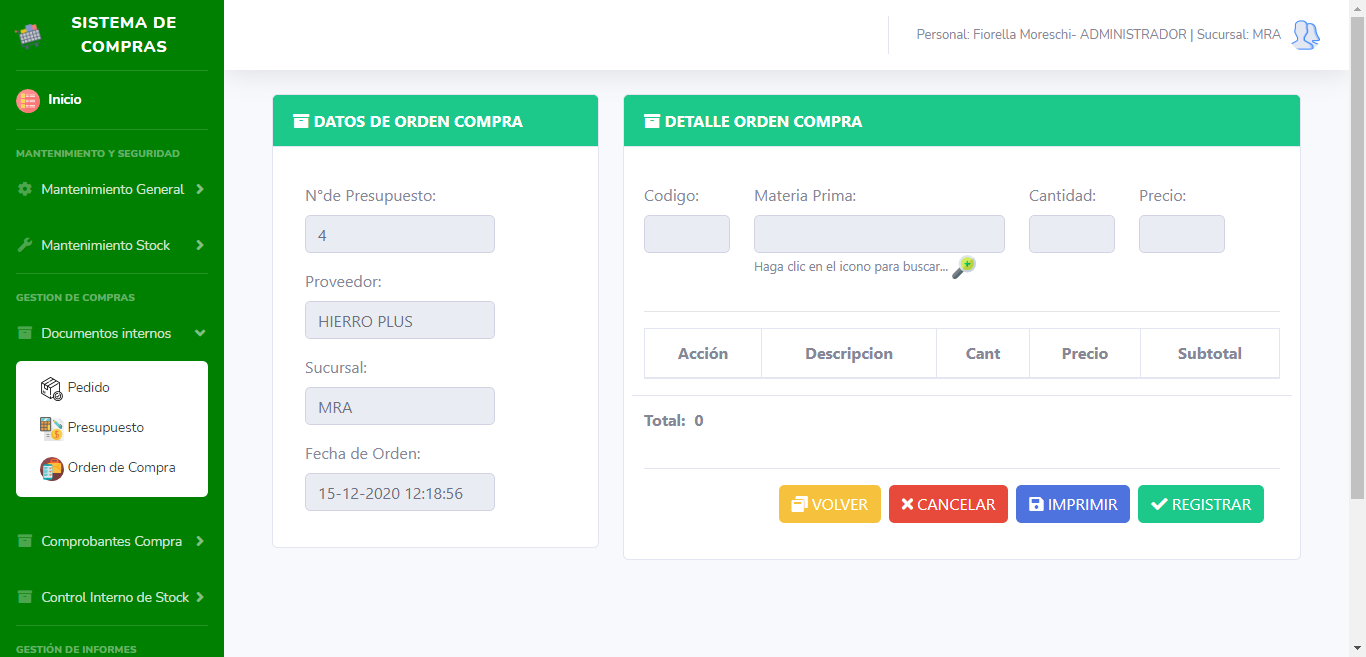 SISTEMA DE
COMPRAS
Inicio
MANTENIMIENTO Y SEGURIDAD
Mantenimiento General
Mantenimiento Stock
GESTION DE COMPRAS
Documentos internos
Pedido
Presupuesto
Orden de Compra
Comprobantes Compra
Control Interno de Stock
GESTIÓN DE INFORMES
Personal: Fiorella Moreschi- ADMINISTRADOR | Sucursal: MRA
DATOS DE ORDEN COMPRA
N°de Presupuesto:
4
Proveedor:
HIERRO PLUS
Sucursal:
MRA
Fecha de Orden:
15-12-2020 12:18:56
DETALLE ORDEN COMPRA
Codigo: Materia Prima: Cantidad: Precio:
Haga clic en el icono para buscar...
Acción Descripcion Cant Precio Subtotal
Total: 0
VOLVER CANCELAR IMPRIMIR REGISTRAR